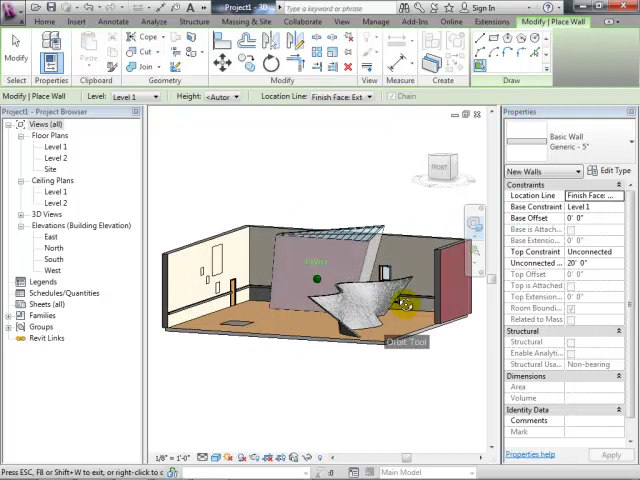 Project1 - ...
Type a keyword or phrase
Sign In
Home
Insert
Annotate
Analyze
Structure
Massing & Site
Collaborate
View
Manage
Add-Ins
Online
Extensions
Modify | Place Wall
Modify
Properties
Paste
Cope
Cut
Join
Select
Properties
Clipboard
Geometry
Modify
View
Measure
Create
Draw
Modify | Place Wall
Level: Level 1
Height: <Autor
Location Line: Finish Face: Ext
Chain
Project1 - Project Browser
Views (all)
Floor Plans
Level 1
Level 2
Site
Ceiling Plans
Level 1
Level 2
3D Views
Elevations (Building Elevation)
East
North
South
West
Legends
Schedules/Quantities
Sheets (all)
Families
Groups
Revit Links
FRONT
Orbit Tool
Properties
Basic Wall
Generic - 5"
New Walls
Edit Type
Constraints
Location Line Finish Face: ...
Base Constraint Level 1
Base Offset 0' 0"
Base is Attache...
Base Extension...
Top Constraint Unconnected
Unconnected ... 20' 0"
Top Offset 0' 0"
Top is Attached...
Top Extension ... 0' 0"
Room Boundi...
Related to Mass
Structural
Structural
Enable Analyti...
Structural Usa... Non-bearing
Dimensions
Area
Volume
Identity Data
Comments
Mark
Properties help
Apply
1/8" = 1'-0"
Press ESC, F8 or Shift+W to exit, or right-click to c
:0
Main Model